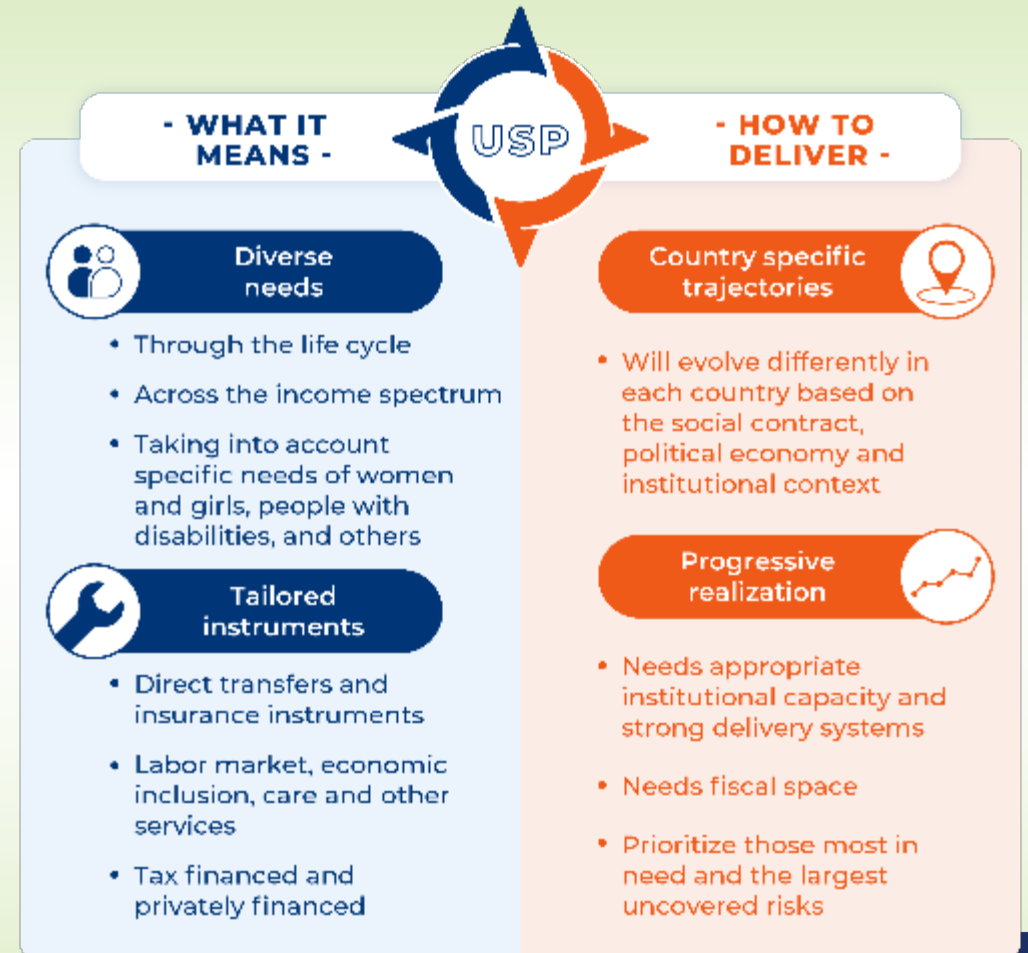 - WHAT IT
MEANS -
USP
- HOW TO
DELIVER -
Diverse
needs
• Through the life cycle
• Across the income spectrum
• Taking into account
specific needs of women
and girls, people with
disabilities, and others
Tailored
instruments
• Direct transfers and
insurance instruments
• Labor market, economic
inclusion, care and other
services
• Tax financed and
privately financed
Country specific
trajectories
• Will evolve differently in
each country based on
the social contract,
political economy and
institutional context
Progressive
realization
• Needs appropriate
institutional capacity and
strong delivery systems
• Needs fiscal space
• Prioritize those most in
need and the largest
uncovered risks